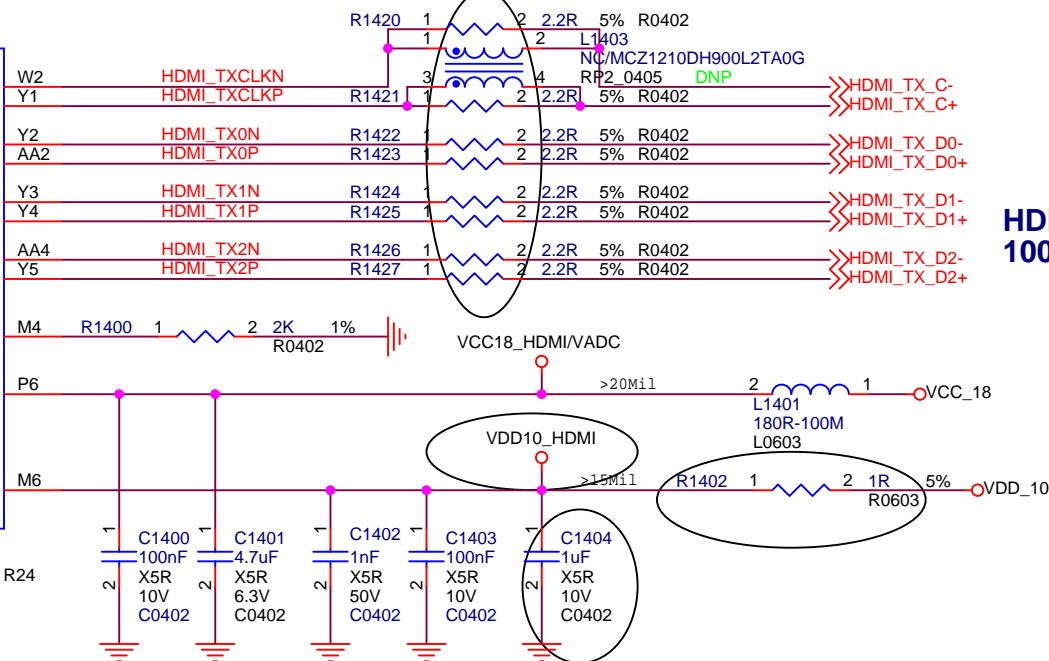 R1420 1 2 2.2R 5% R0402
1 2 L1403
NC/MCZ1210DH900L2TA0G
W2 HDMI_TXCLKN 3 4 RP2_0405 DNP HDMI_TX_C-
Y1 HDMI_TXCLKP R1421 1 2 2.2R 5% R0402 HDMI_TX_C+
Y2 HDMI_TX0N R1422 1 2 2.2R 5% R0402 HDMI_TX_D0-
AA2 HDMI_TX0P R1423 1 2 2.2R 5% R0402 HDMI_TX_D0+
Y3 HDMI_TX1N R1424 1 2 2.2R 5% R0402 HDMI_TX_D1-
Y4 HDMI_TX1P R1425 1 2 2.2R 5% R0402 HDMI_TX_D1+
HD
100
AA4 HDMI_TX2N R1426 1 2 2.2R 5% R0402 HDMI_TX_D2-
Y5 HDMI_TX2P R1427 1 2 2.2R 5% R0402 HDMI_TX_D2+
M4 R1400 1 2 2K 1%
R0402
VCC18_HDMI/VADC
P6 >20Mil 2 1 VCC_18
L1401
180R-100M
L0603
VDD10_HDMI
M6 >15Mil R1402 1 2 1R 5% VDD_10
R0603
1 C1400 1 C1401 1 C1402 1 C1403 1 C1404
100nF 4.7uF 1nF 100nF 1uF
R24 2 X5R 2 X5R 2 X5R 2 X5R 2 X5R
10V 6.3V 50V 10V 10V
C0402 C0402 C0402 C0402 C0402